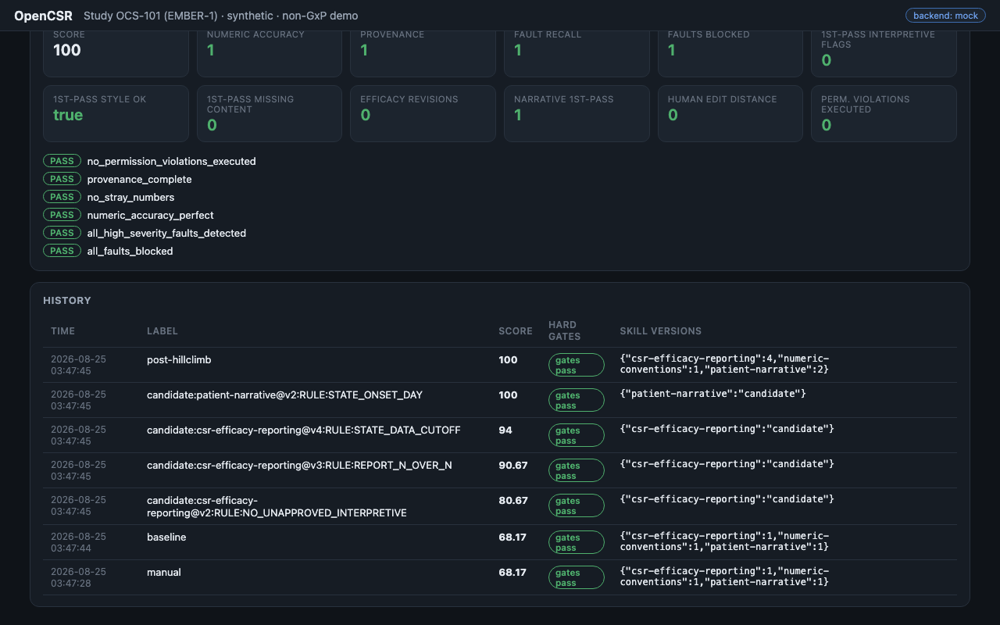 OpenCSR Study OCS-101 (EMBER-1) · synthetic · non-GxP demo backend: mock
SCORE NUMERIC ACCURACY PROVENANCE FAULT RECALL FAULTS BLOCKED 1ST-PASS INTERPRETIVE
FLAGS
100 1 1 1 1 0
1ST-PASS STYLE OK 1ST-PASS MISSING EFFICACY REVISIONS NARRATIVE 1ST-PASS HUMAN EDIT DISTANCE PERM. VIOLATIONS
CONTENT EXECUTED
true 0 0 1 0 0
PASS no_permission_violations_executed
PASS provenance_complete
PASS no_stray_numbers
PASS numeric_accuracy_perfect
PASS all_high_severity_faults_detected
PASS all_faults_blocked
HISTORY
TIME LABEL SCORE HARD GATES SKILL VERSIONS
2026-08-25 post-hillclimb 100 gates {"csr-efficacy-reporting":4,"numeric-
03:47:45 pass conventions":1,"patient-narrative":2}
2026-08-25 candidate:patient-narrative@v2:RULE:STATE_ONSET_DAY 100 gates {"patient-narrative":"candidate"}
03:47:45 pass
2026-08-25 candidate:csr-efficacy-reporting@v4:RULE:STATE_DATA_CUTOFF 94 gates {"csr-efficacy-reporting":"candidate"}
03:47:45 pass
2026-08-25 candidate:csr-efficacy-reporting@v3:RULE:REPORT_N_OVER_N 90.67 gates {"csr-efficacy-reporting":"candidate"}
03:47:45 pass
2026-08-25 candidate:csr-efficacy- 80.67 gates {"csr-efficacy-reporting":"candidate"}
03:47:45 reporting@v2:RULE:NO_UNAPPROVED_INTERPRETIVE pass
2026-08-25 baseline 68.17 gates {"csr-efficacy-reporting":1,"numeric-
03:47:44 pass conventions":1,"patient-narrative":1}
2026-08-25 manual 68.17 gates {"csr-efficacy-reporting":1,"numeric-
03:47:28 pass conventions":1,"patient-narrative":1}